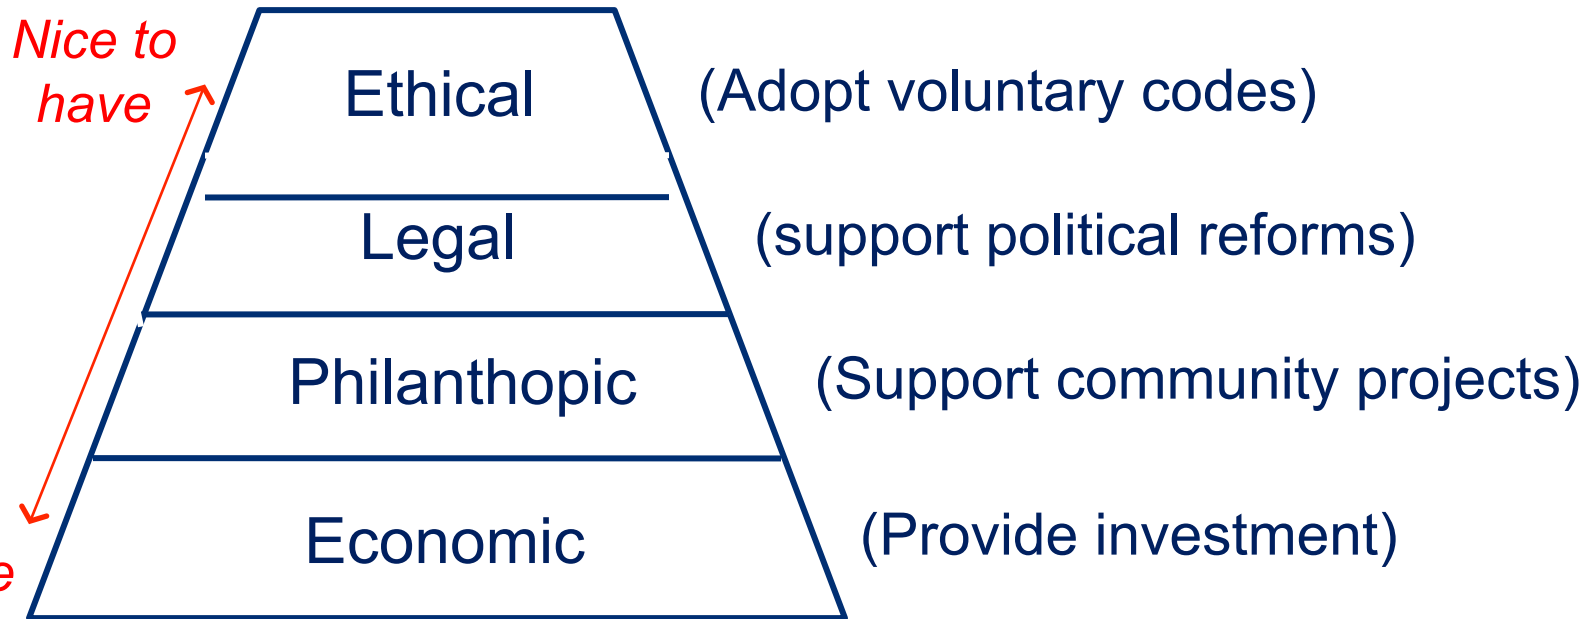 Nice to
have
Ethical (Adopt voluntary codes)
Legal (support political reforms)
Philanthopic (Support community projects)
Economic (Provide investment)